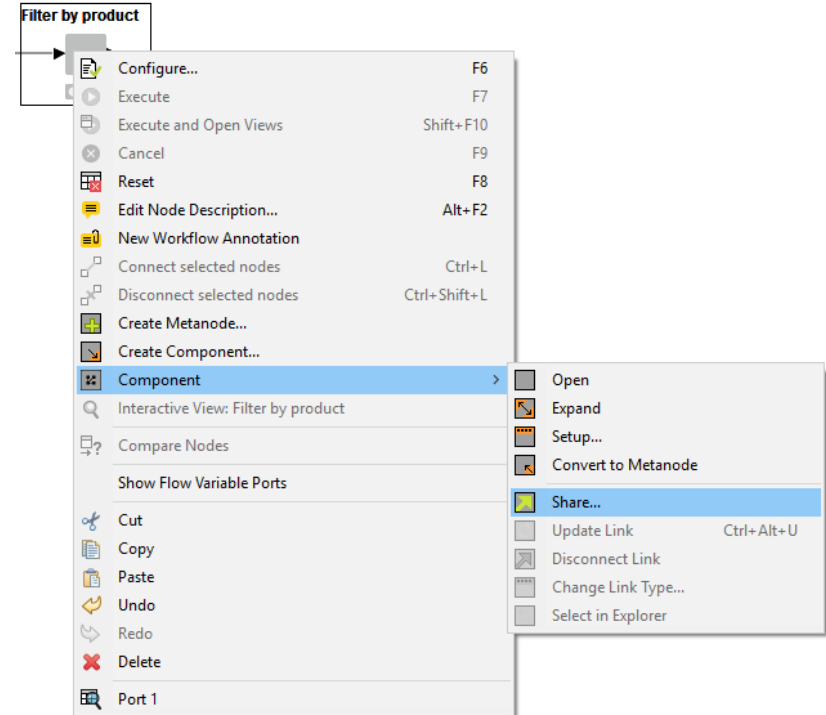 Filter by product
Configure... F6
Execute F7
Execute and Open Views Shift+F10
Cancel F9
Reset F8
Edit Node Description... Alt+F2
New Workflow Annotation
Connect selected nodes Ctrl+L
Disconnect selected nodes Ctrl+Shift+L
Create Metanode...
Create Component...
Component >
Interactive View: Filter by product
Compare Nodes
Show Flow Variable Ports
Cut
Copy
Paste
Undo
Redo
Delete
Port 1
Open
Expand
Setup...
Convert to Metanode
Share...
Update Link Ctrl+Alt+U
Disconnect Link
Change Link Type...
Select in Explorer